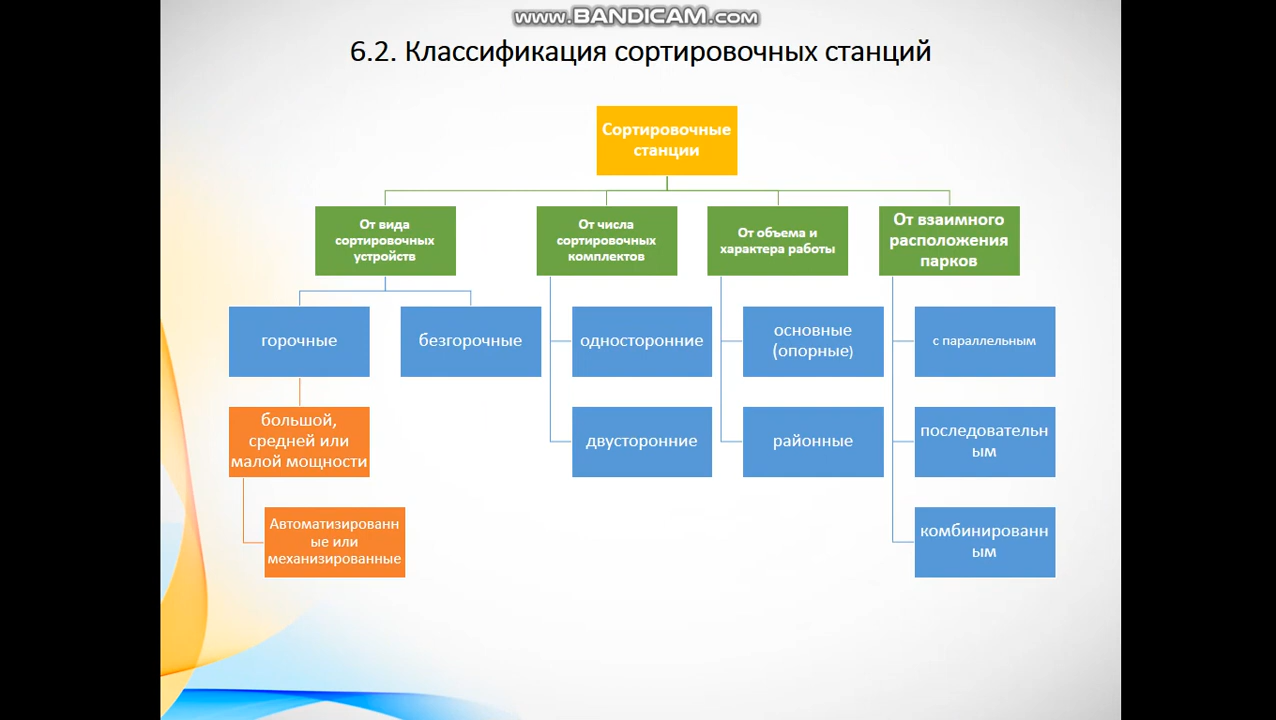 www.BANDICAM.com
6.2. Классификация сортировочных станций
Сортировочные
станции
От вида
сортировочных
устройств
От числа
сортировочных
комплектов
От объема и
характера работы
От взаимного
расположения
парков
горочные
безгорочные
односторонние
основные
(опорные)
с параллельным
большой,
средней или
малой мощности
двусторонние
районные
последовательн
ым
Автоматизированн
ые или
механизированные
комбинированн
ым